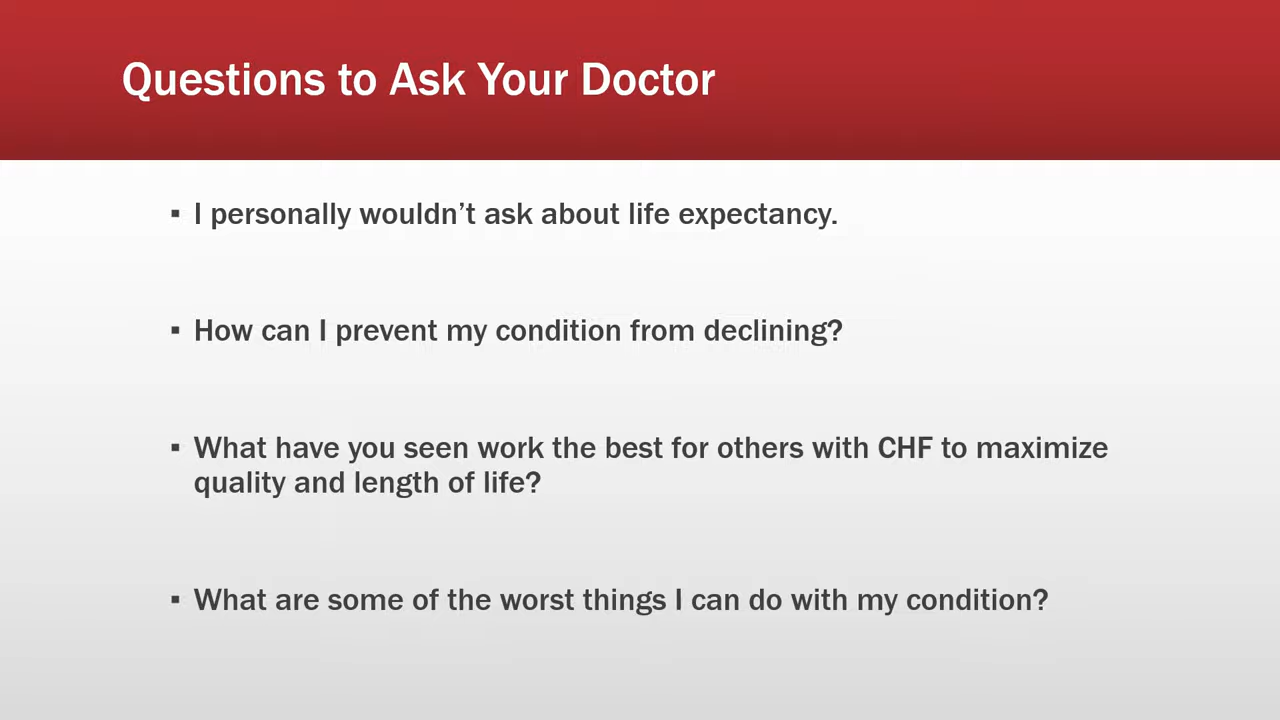 Questions to Ask Your Doctor
▪ I personally wouldn’t ask about life expectancy.
▪ How can I prevent my condition from declining?
▪ What have you seen work the best for others with CHF to maximize
quality and length of life?
▪ What are some of the worst things I can do with my condition?